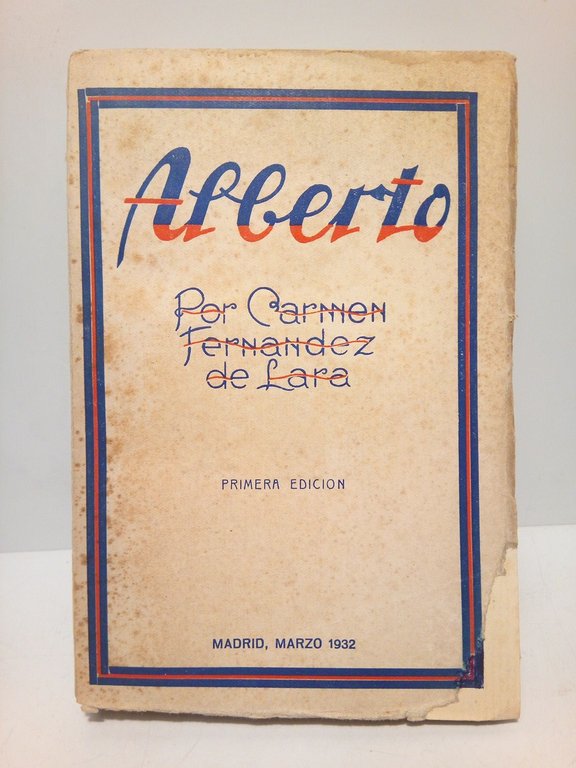 Alberto
Por Carmen
Fernandez
de Lara
PRIMERA EDICION
MADRID, MARZO 1932